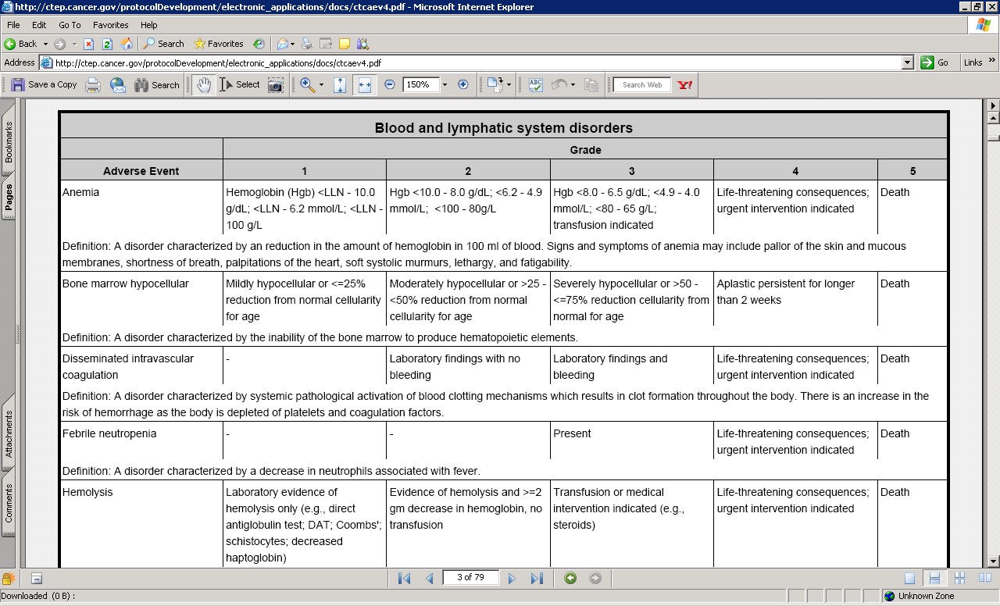 http://ctep.cancer.gov/protocolDevelopment/electronic_applications/docs/ctcaev4.pdf - Microsoft Internet Explorer
File Edit View Go To Favorites Help
Back Search Favorites
Address http://ctep.cancer.gov/protocolDevelopment/electronic_applications/docs/ctcaev4.pdf Go Links
Save a Copy Search Select 150% Search Web Y!
Bookmarks
Pages
Attachments
Comments
Blood and lymphatic system disorders
Grade
Adverse Event 1 2 3 4 5
Anemia Hemoglobin (Hgb) <LLN - 10.0 Hgb <10.0 - 8.0 g/dL; <6.2 - 4.9 Hgb <8.0 - 6.5 g/dL; <4.9 - 4.0 Life-threatening consequences; Death
g/dL; <LLN - 6.2 mmol/L; <LLN - mmol/L;  <100 - 80g/L mmol/L; <80 - 65 g/L; urgent intervention indicated
100 g/L transfusion indicated
Definition: A disorder characterized by an reduction in the amount of hemoglobin in 100 ml of blood. Signs and symptoms of anemia may include pallor of the skin and mucous
membranes, shortness of breath, palpitations of the heart, soft systolic murmurs, lethargy, and fatigability.
Bone marrow hypocellular Mildly hypocellular or <=25% Moderately hypocellular or >25 - Severely hypocellular or >50 - Aplastic persistent for longer Death
reduction from normal cellularity <50% reduction from normal <=75% reduction cellularity from than 2 weeks
for age cellularity for age normal for age
Definition: A disorder characterized by the inability of the bone marrow to produce hematopoietic elements.
Disseminated intravascular - Laboratory findings with no Laboratory findings and Life-threatening consequences; Death
coagulation bleeding bleeding urgent intervention indicated
Definition: A disorder characterized by systemic pathological activation of blood clotting mechanisms which results in clot formation throughout the body. There is an increase in the
risk of hemorrhage as the body is depleted of platelets and coagulation factors.
Febrile neutropenia - - Present Life-threatening consequences; Death
urgent intervention indicated
Definition: A disorder characterized by a decrease in neutrophils associated with fever.
Hemolysis Laboratory evidence of Evidence of hemolysis and >=2 Transfusion or medical Life-threatening consequences; Death
hemolysis only (e.g., direct gm decrease in hemoglobin, no intervention indicated (e.g., urgent intervention indicated
antiglobulin test; DAT; Coombs'; transfusion steroids)
schistocytes; decreased
haptoglobin)
3 of 79
Downloaded (0 B) : Unknown Zone